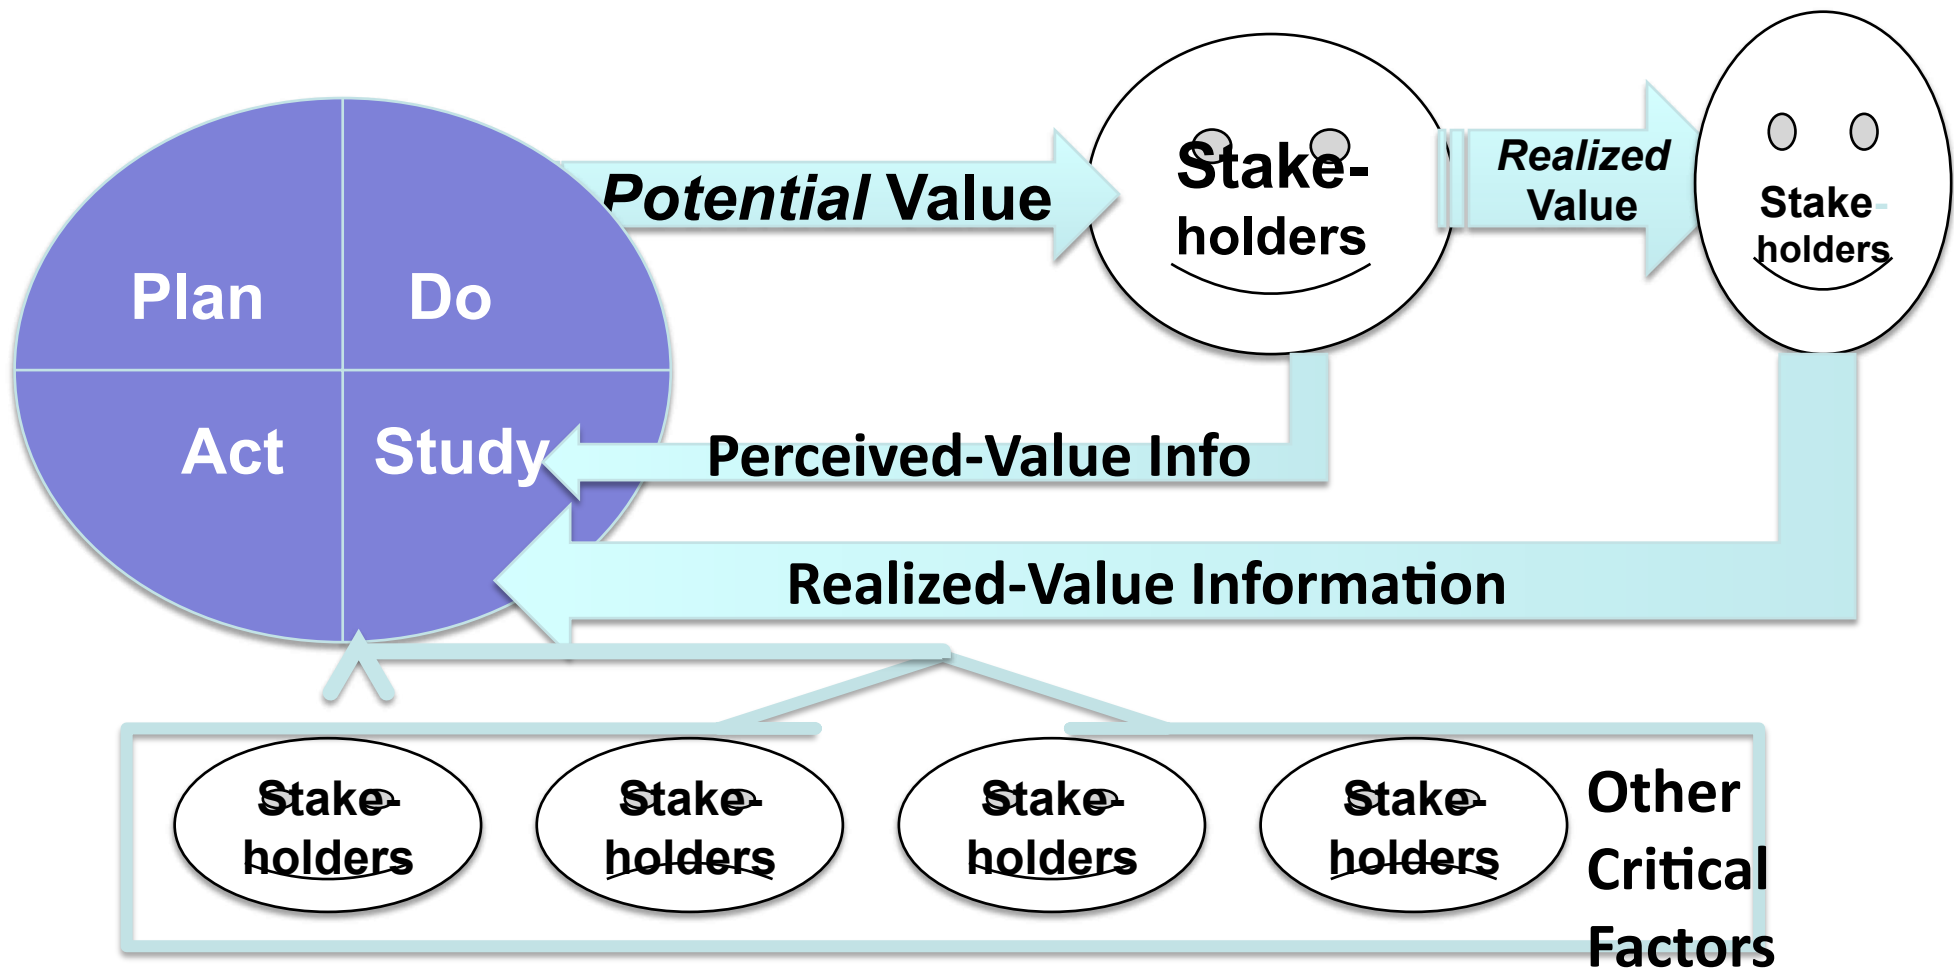 Plan
Do
Act
Study
Potential Value
Stake-
holders
Realized
Value
Stake-
holders
Perceived-Value Info
Realized-Value Information
Stake-
holders
Stake-
holders
Stake-
holders
Stake-
holders
Other
Critical
Factors